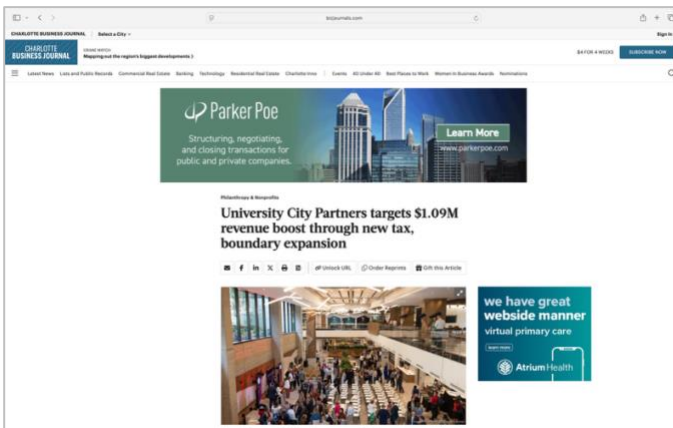 bizjournals.com
CHARLOTTE BUSINESS JOURNAL
Select a City
Sign In
CHARLOTTE
BUSINESS JOURNAL
CRANE WATCH
Mapping out the region's biggest developments
$4 FOR 4 WEEKS
SUBSCRIBE NOW
Latest News Lists and Public Records Commercial Real Estate Banking Technology Residential Real Estate Charlotte Inno Events 40 Under 40 Best Places to Work Women in Business Awards Nominations
Parker Poe
Structuring, negotiating,
and closing transactions for
public and private companies.
Learn More
www.parkerpoe.com
Philanthropy & Nonprofits
University City Partners targets $1.09M
revenue boost through new tax,
boundary expansion
Unlock URL Order Reprints Gift this Article
we have great
webside manner
virtual primary care
learn more
Atrium Health